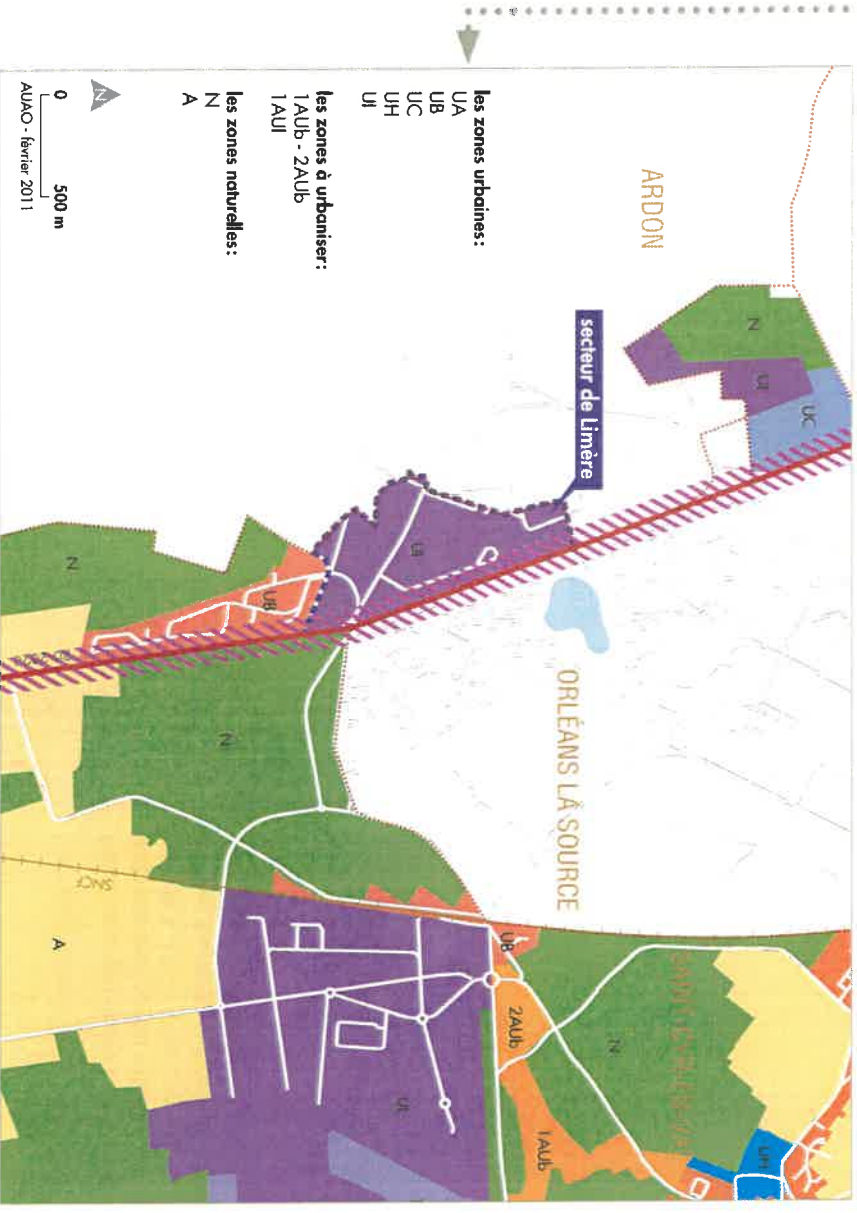 ARDON
N
UI
UC
secteur de Limère
UI
UB
N
N
ORLÉANS LA SOURCE
SNCF
A
UB
2AUb
1AUb
N
UH
UI
les zones urbaines:
UA
UB
UC
UH
UI
les zones à urbaniser:
1AUb - 2AUb
1AUI
les zones naturelles:
N
A
N
0 500 m
AUAO - février 2011